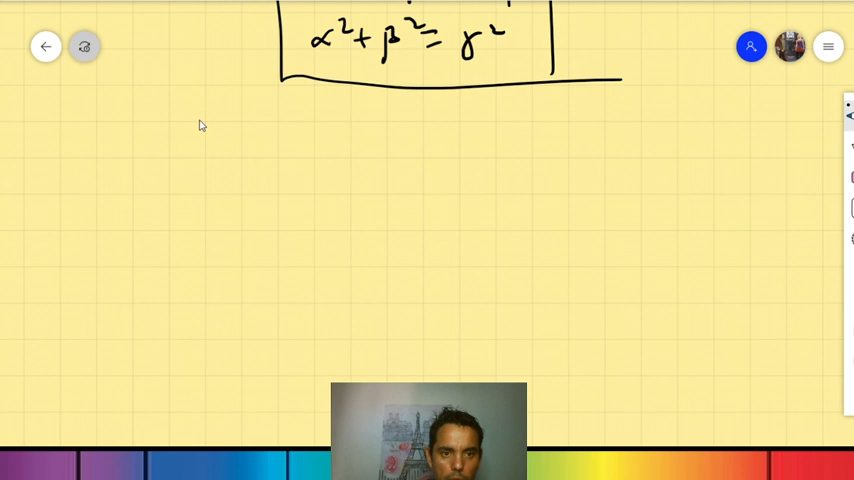 α² + β² = γ²